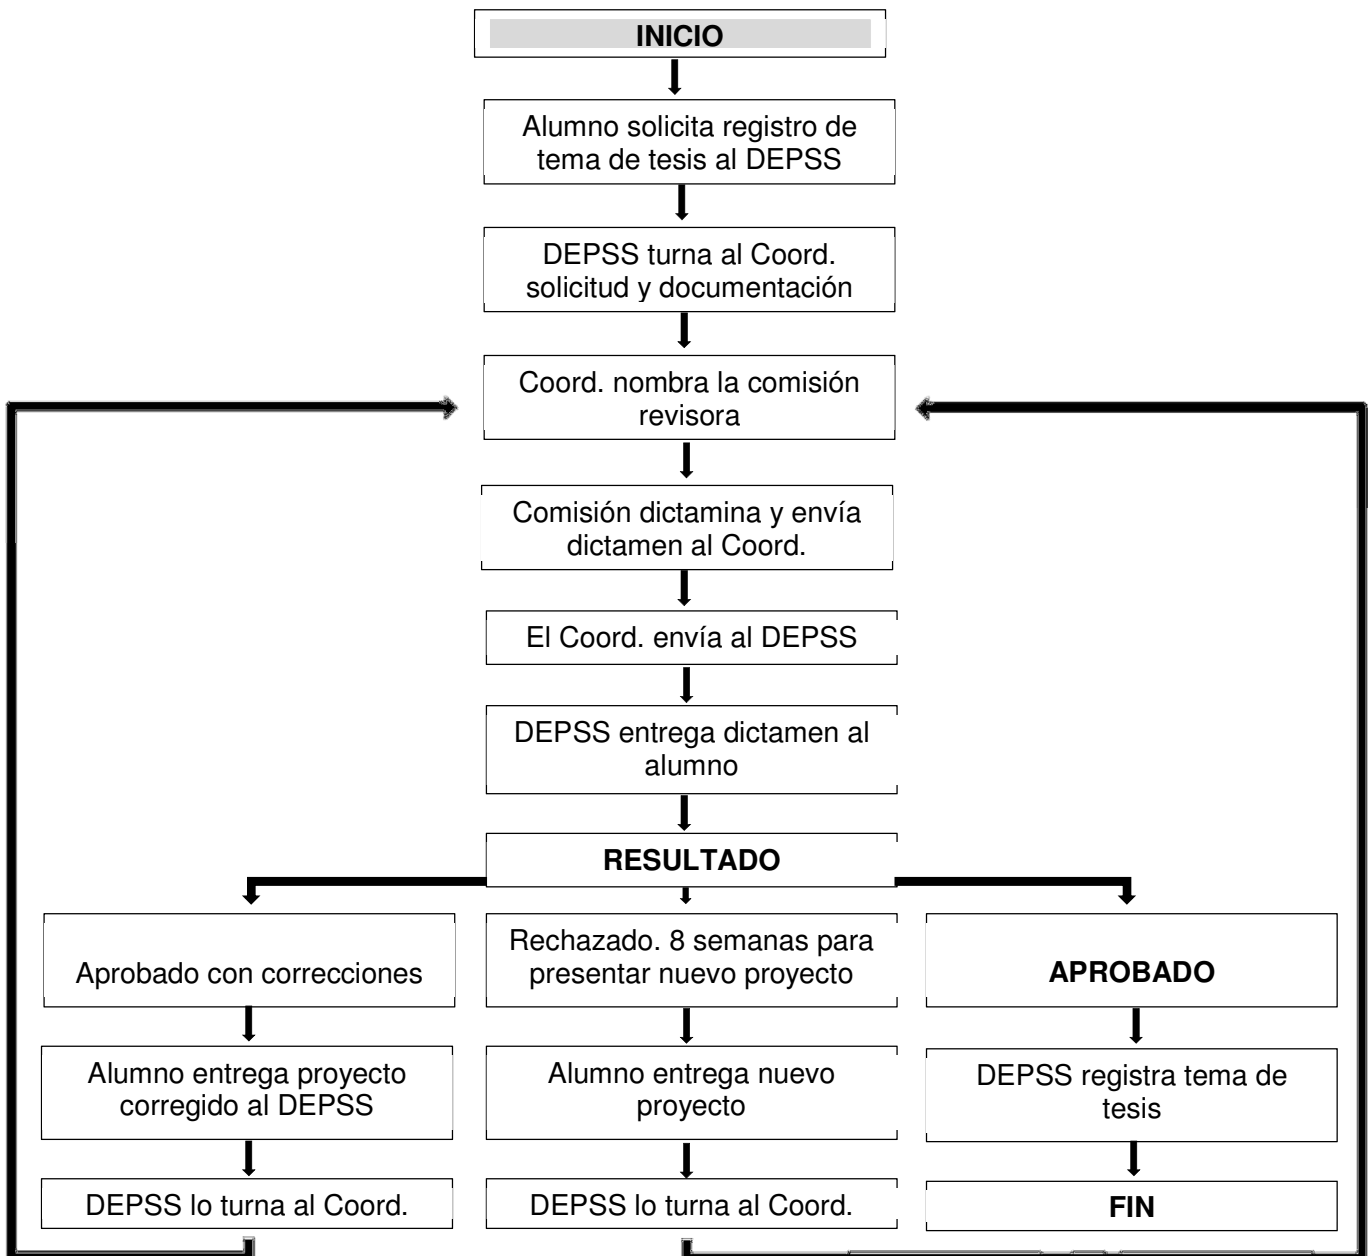 INICIO
Alumno solicita registro de
tema de tesis al DEPSS
DEPSS turna al Coord.
solicitud y documentación
Coord. nombra la comisión
revisora
Comisión dictamina y envía
dictamen al Coord.
El Coord. envía al DEPSS
DEPSS entrega dictamen al
alumno
RESULTADO
Aprobado con correcciones
Rechazado. 8 semanas para
presentar nuevo proyecto
APROBADO
Alumno entrega proyecto
corregido al DEPSS
Alumno entrega nuevo
proyecto
DEPSS registra tema de
tesis
DEPSS lo turna al Coord.
DEPSS lo turna al Coord.
FIN